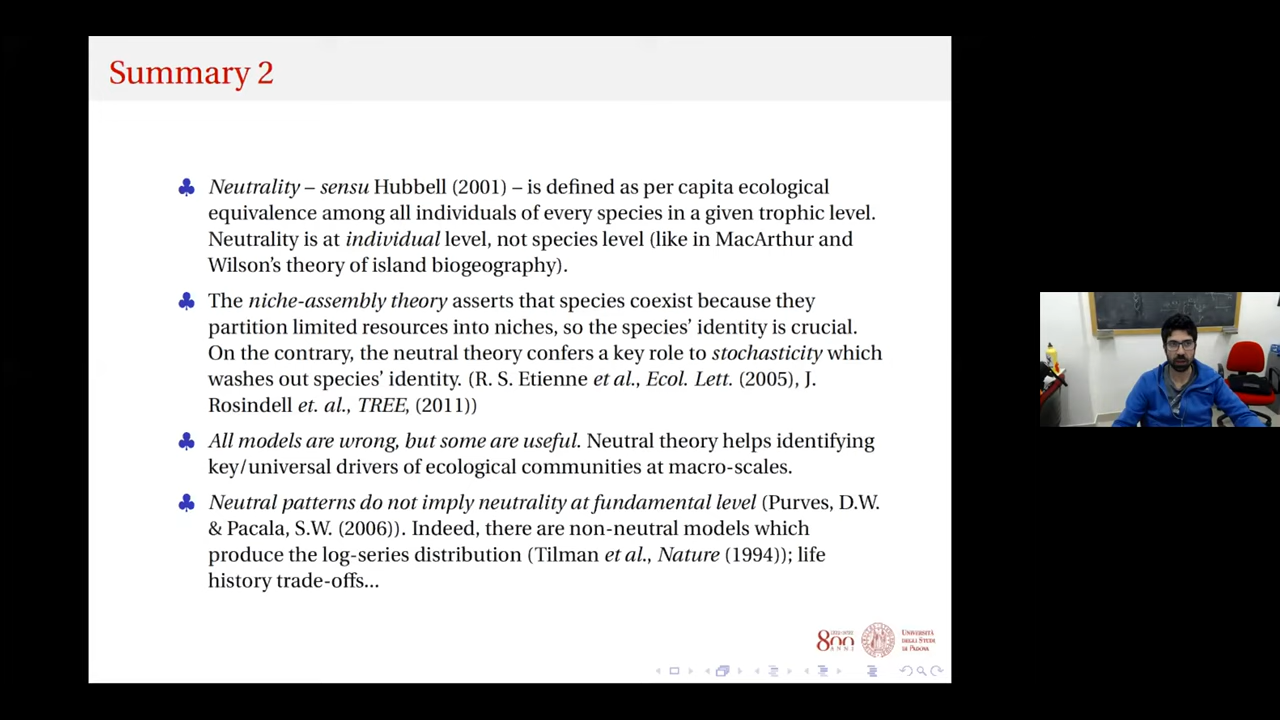 Summary 2
♣ Neutrality – sensu Hubbell (2001) – is defined as per capita ecological
equivalence among all individuals of every species in a given trophic level.
Neutrality is at individual level, not species level (like in MacArthur and
Wilson's theory of island biogeography).
♣ The niche-assembly theory asserts that species coexist because they
partition limited resources into niches, so the species' identity is crucial.
On the contrary, the neutral theory confers a key role to stochasticity which
washes out species' identity. (R. S. Etienne et al., Ecol. Lett. (2005), J.
Rosindell et. al., TREE, (2011))
♣ All models are wrong, but some are useful. Neutral theory helps identifying
key/universal drivers of ecological communities at macro-scales.
♣ Neutral patterns do not imply neutrality at fundamental level (Purves, D.W.
& Pacala, S.W. (2006)). Indeed, there are non-neutral models which
produce the log-series distribution (Tilman et al., Nature (1994)); life
history trade-offs...
800
ANNI
Università
degli Studi
di Padova